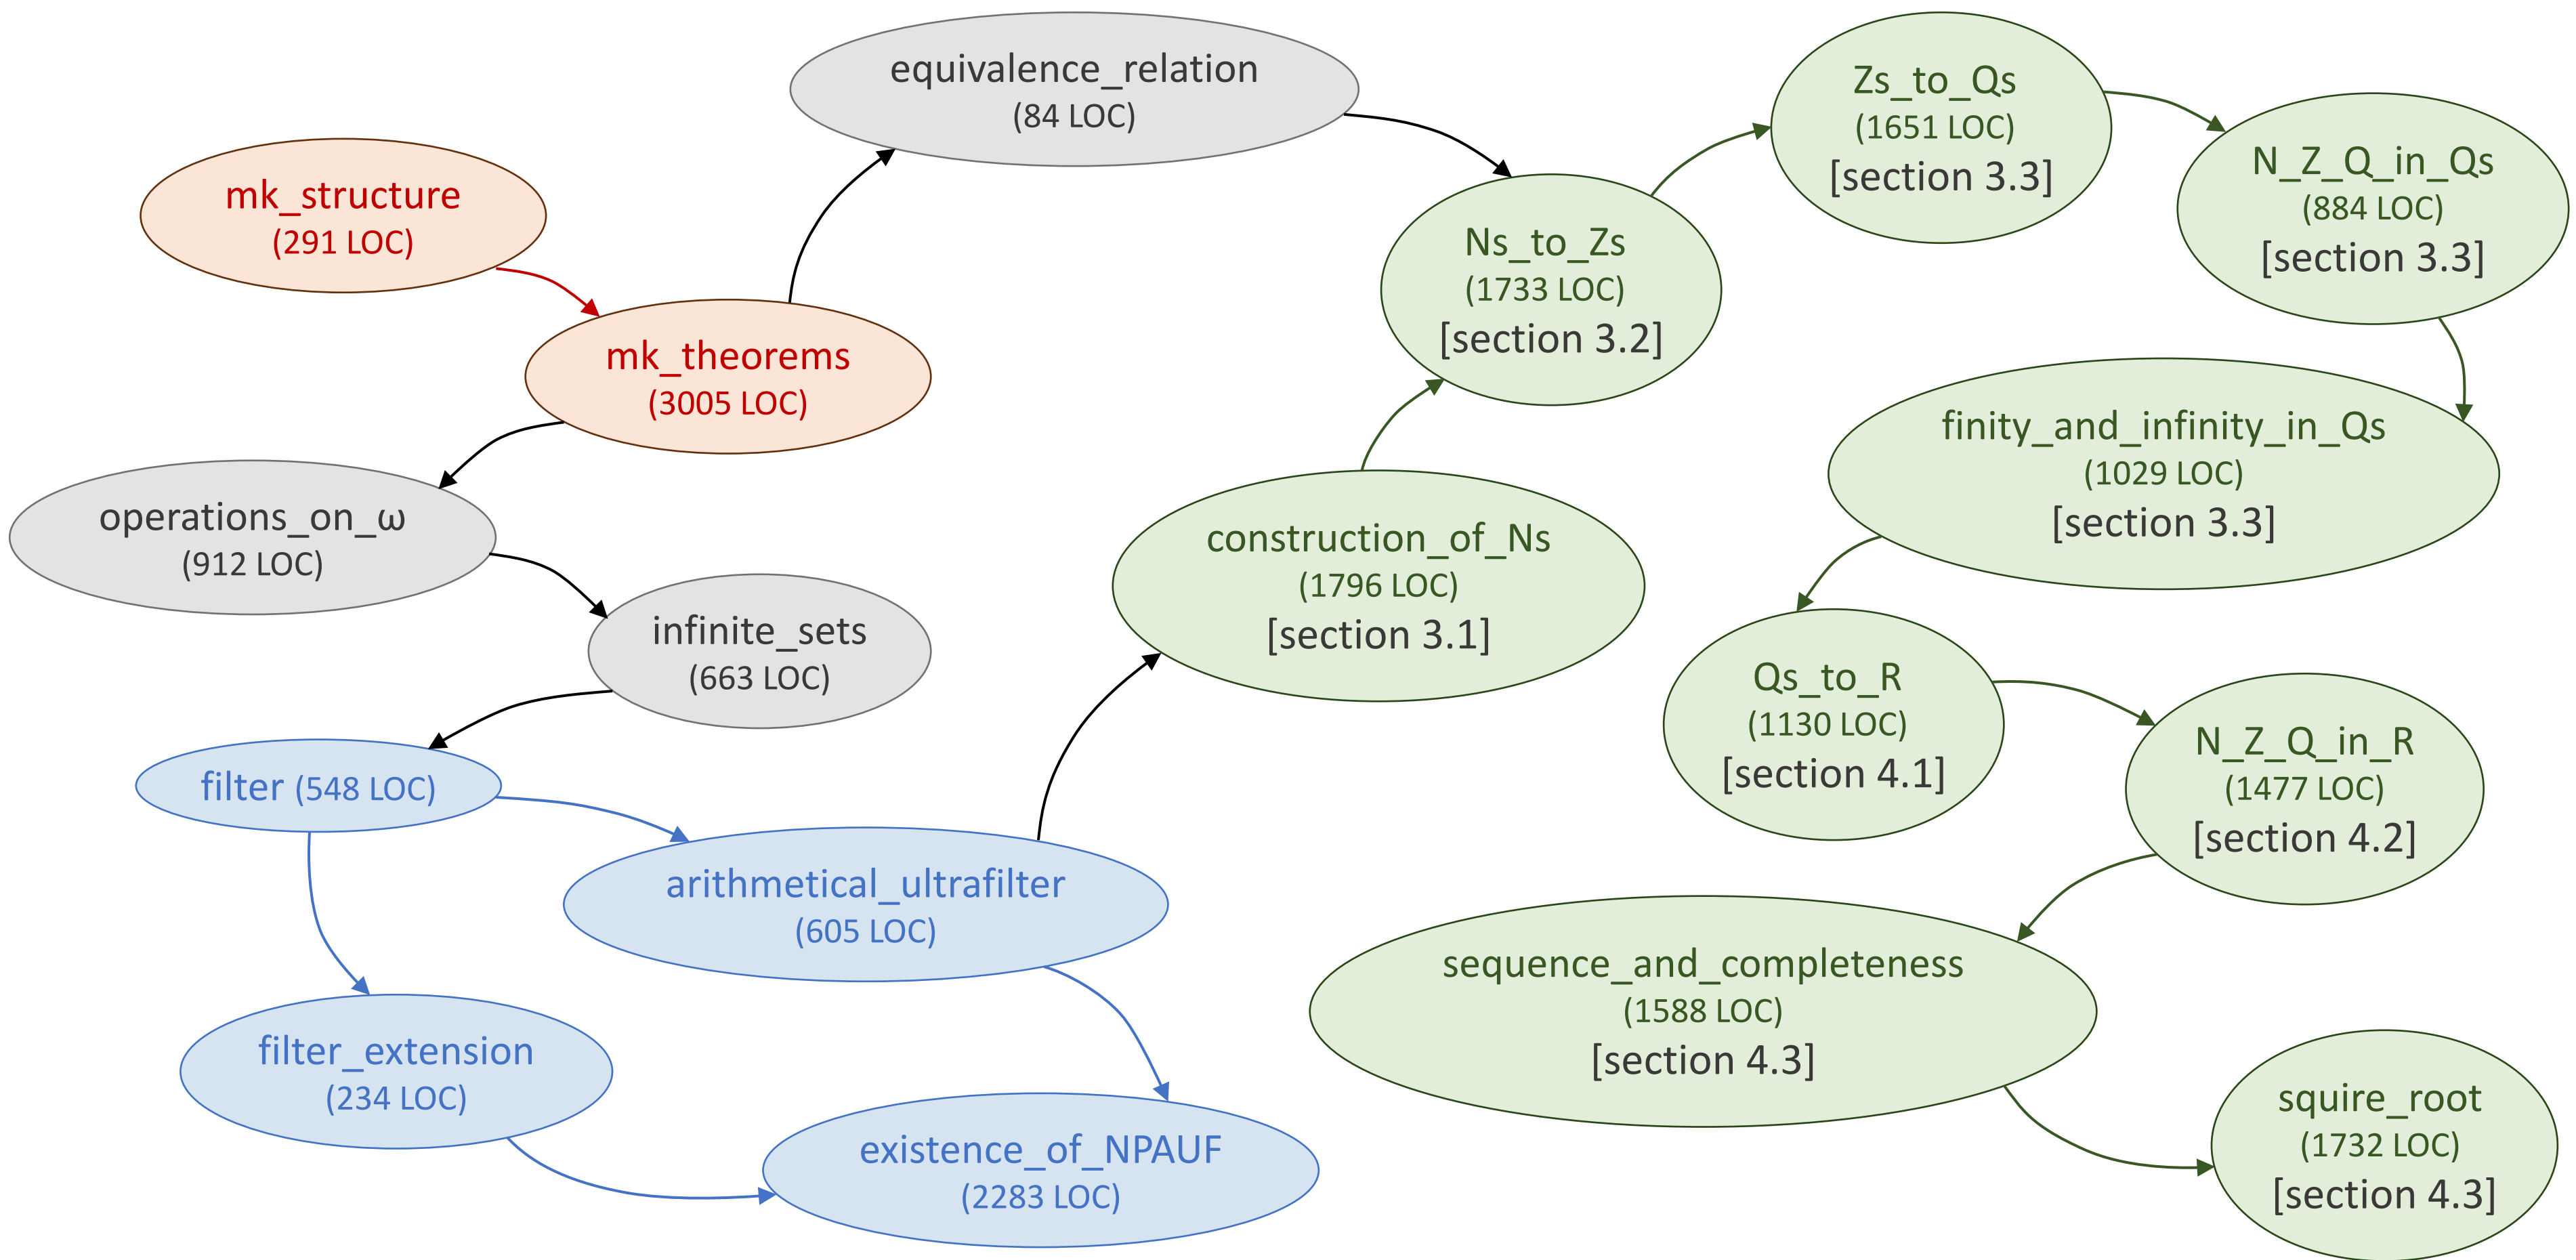 equivalence_relation
(84 LOC)
Zs_to_Qs
(1651 LOC)
[section 3.3]
N_Z_Q_in_Qs
(884 LOC)
[section 3.3]
mk_structure
(291 LOC)
Ns_to_Zs
(1733 LOC)
[section 3.2]
mk_theorems
(3005 LOC)
finity_and_infinity_in_Qs
(1029 LOC)
[section 3.3]
operations_on_ω
(912 LOC)
construction_of_Ns
(1796 LOC)
[section 3.1]
infinite_sets
(663 LOC)
Qs_to_R
(1130 LOC)
[section 4.1]
N_Z_Q_in_R
(1477 LOC)
[section 4.2]
filter (548 LOC)
arithmetical_ultrafilter
(605 LOC)
sequence_and_completeness
(1588 LOC)
[section 4.3]
filter_extension
(234 LOC)
existence_of_NPAUF
(2283 LOC)
squire_root
(1732 LOC)
[section 4.3]